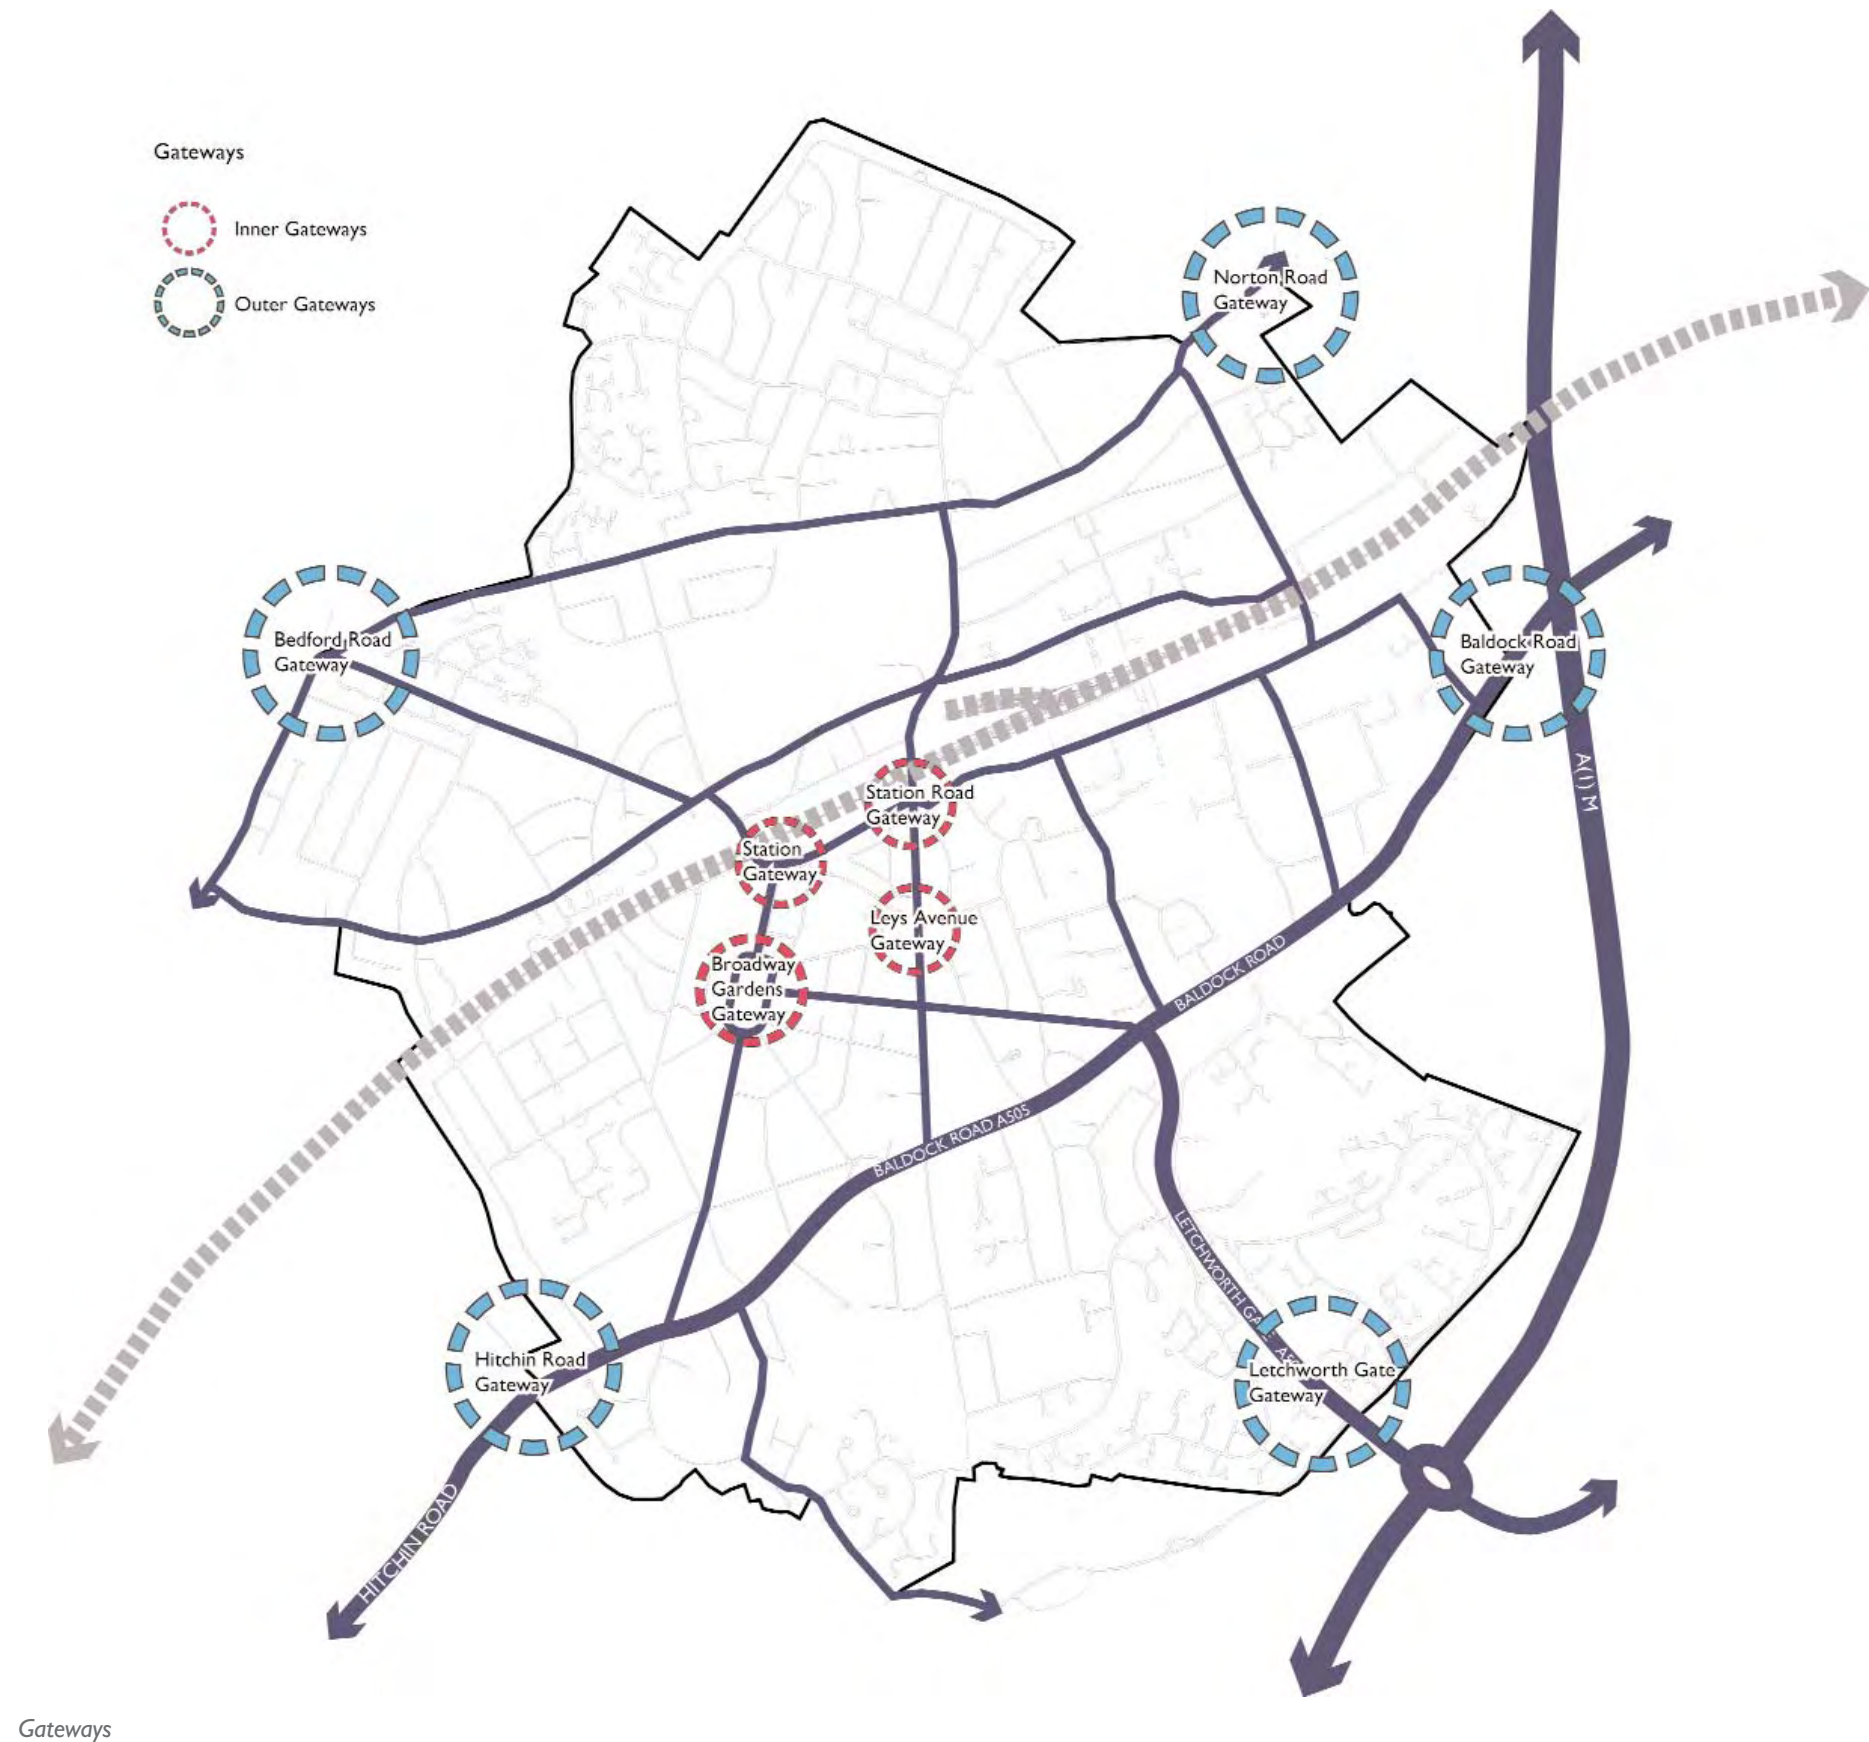 Gateways
Inner Gateways
Outer Gateways
Norton Road
Gateway
Bedford Road
Gateway
Baldock Road
Gateway
A(1) M
Station Road
Gateway
Station
Gateway
Leys Avenue
Gateway
Broadway
Gardens
Gateway
BALDOCK ROAD
BALDOCK ROAD A505
LETCHWORTH
Hitchin Road
Gateway
Letchworth Gate
Gateway
HITCHIN ROAD
Gateways